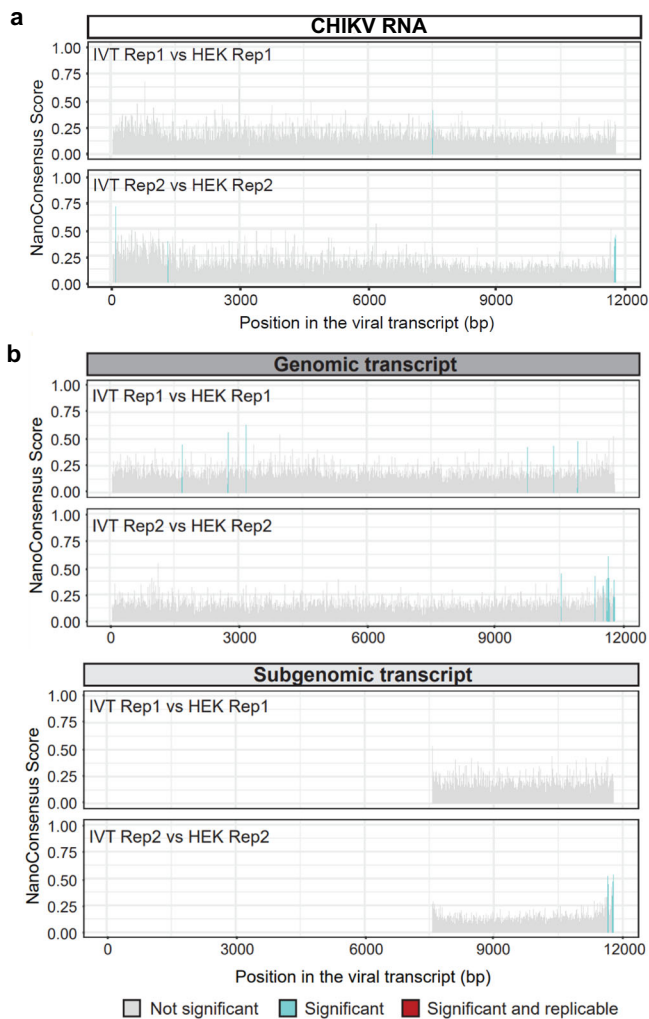 a
CHIKV RNA
NanoConsensus Score
IVT Rep1 vs HEK Rep1
1.00
0.75
0.50
0.25
0.00
IVT Rep2 vs HEK Rep2
1.00
0.75
0.50
0.25
0.00
0 3000 6000 9000 12000
Position in the viral transcript (bp)
b
Genomic transcript
NanoConsensus Score
IVT Rep1 vs HEK Rep1
1.00
0.75
0.50
0.25
0.00
IVT Rep2 vs HEK Rep2
1.00
0.75
0.50
0.25
0.00
0 3000 6000 9000 12000
Subgenomic transcript
NanoConsensus Score
IVT Rep1 vs HEK Rep1
1.00
0.75
0.50
0.25
0.00
IVT Rep2 vs HEK Rep2
1.00
0.75
0.50
0.25
0.00
0 3000 6000 9000 12000
Position in the viral transcript (bp)
Not significant Significant Significant and replicable